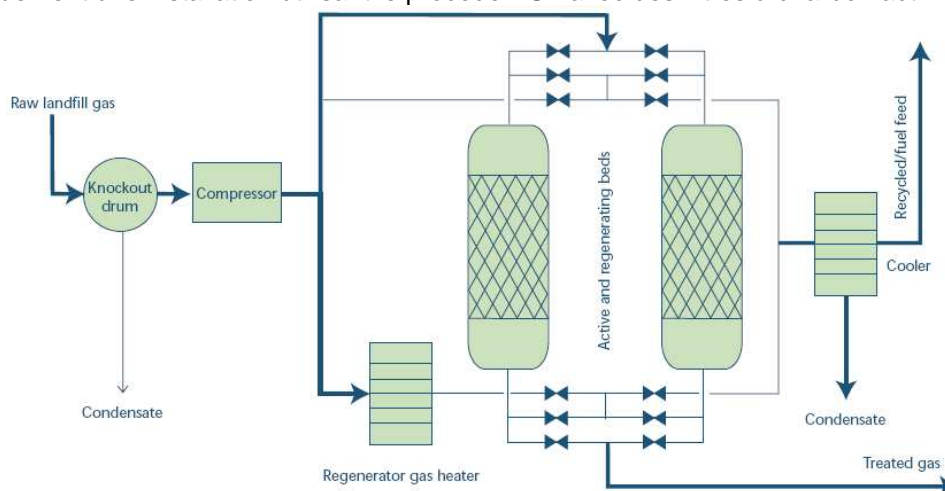 Raw landfill gas
Knockout
drum
Compressor
Active and regenerating beds
Recycled/fuel feed
Cooler
Condensate
Condensate
Regenerator gas heater
Treated gas